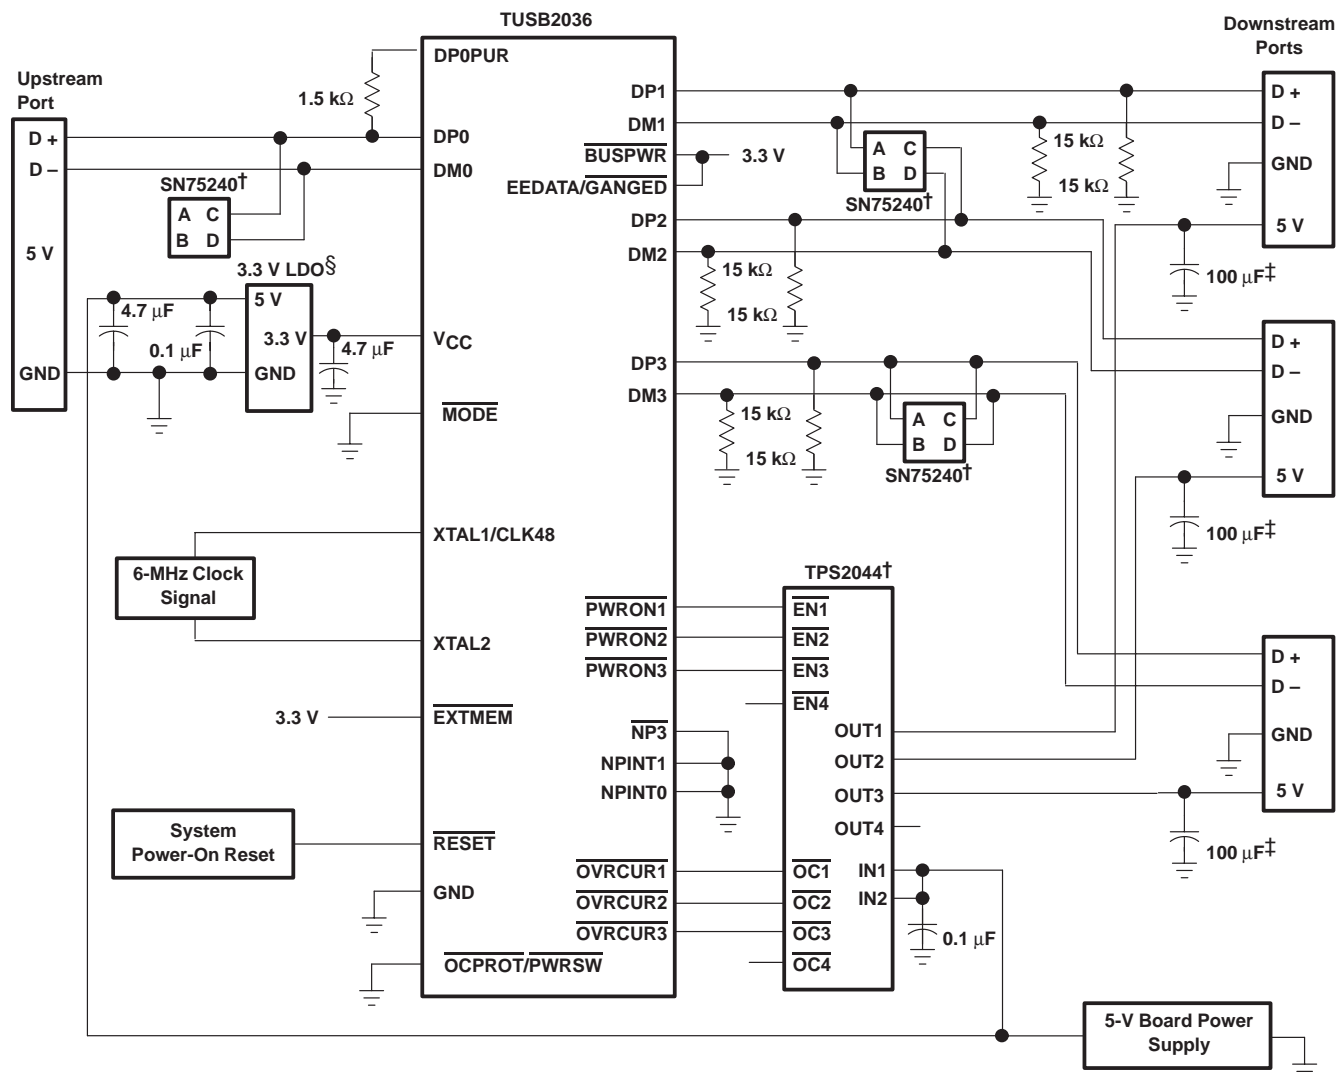 TUSB2036
Upstream
Port
D +
D –
5 V
GND
1.5 kΩ
SN75240†
A C
B D
3.3 V LDO§
5 V
3.3 V
GND
4.7 µF
0.1 µF
4.7 µF
6-MHz Clock
Signal
3.3 V
System
Power-On Reset
DP0PUR
DP0
DM0
VCC
MODE
XTAL1/CLK48
XTAL2
EXTMEM
RESET
GND
OCPROT/PWRSW
DP1
DM1
BUSPWR
EEDATA/GANGED
DP2
DM2
DP3
DM3
PWRON1
PWRON2
PWRON3
NP3
NPINT1
NPINT0
OVRCUR1
OVRCUR2
OVRCUR3
3.3 V
A C
B D
SN75240†
15 kΩ
15 kΩ
15 kΩ
15 kΩ
15 kΩ
15 kΩ
A C
B D
SN75240†
TPS2044†
EN1
EN2
EN3
EN4
OUT1
OUT2
OUT3
OUT4
OC1
OC2
OC3
OC4
IN1
IN2
0.1 µF
Downstream
Ports
D +
D –
GND
5 V
100 µF‡
D +
D –
GND
5 V
100 µF‡
D +
D –
GND
5 V
100 µF‡
5-V Board Power
Supply